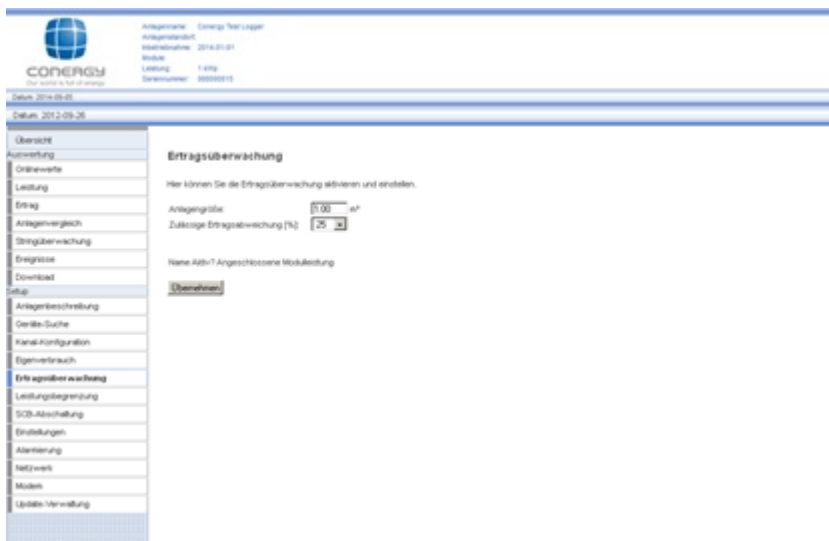 CONERGY
Our world is full of energy.
Anlagenname: Conergy Test Logger
Anlagenstandort:
Inbetriebnahme: 2014-01-01
Module:
Leistung: 1 kWp
Seriennummer: 000000015
Datum: 2014-09-05
Datum: 2012-09-26
Übersicht
Auswertung
Onlinewerte
Leistung
Ertrag
Anlagenvergleich
Stringüberwachung
Ereignisse
Download
Setup
Anlagenbeschreibung
Geräte-Suche
Kanal-Konfiguration
Eigenverbrauch
Ertragsüberwachung
Leistungsbegrenzung
SCB-Abschaltung
Einstellungen
Alarmierung
Netzwerk
Modem
Update-Verwaltung
Ertragsüberwachung
Hier können Sie die Ertragsüberwachung aktivieren und einstellen.
Anlagengröße: 1.00 m²
Zulässige Ertragsabweichung [%]: 25
Name Aktiv? Angeschlossene Modulleistung
Übernehmen